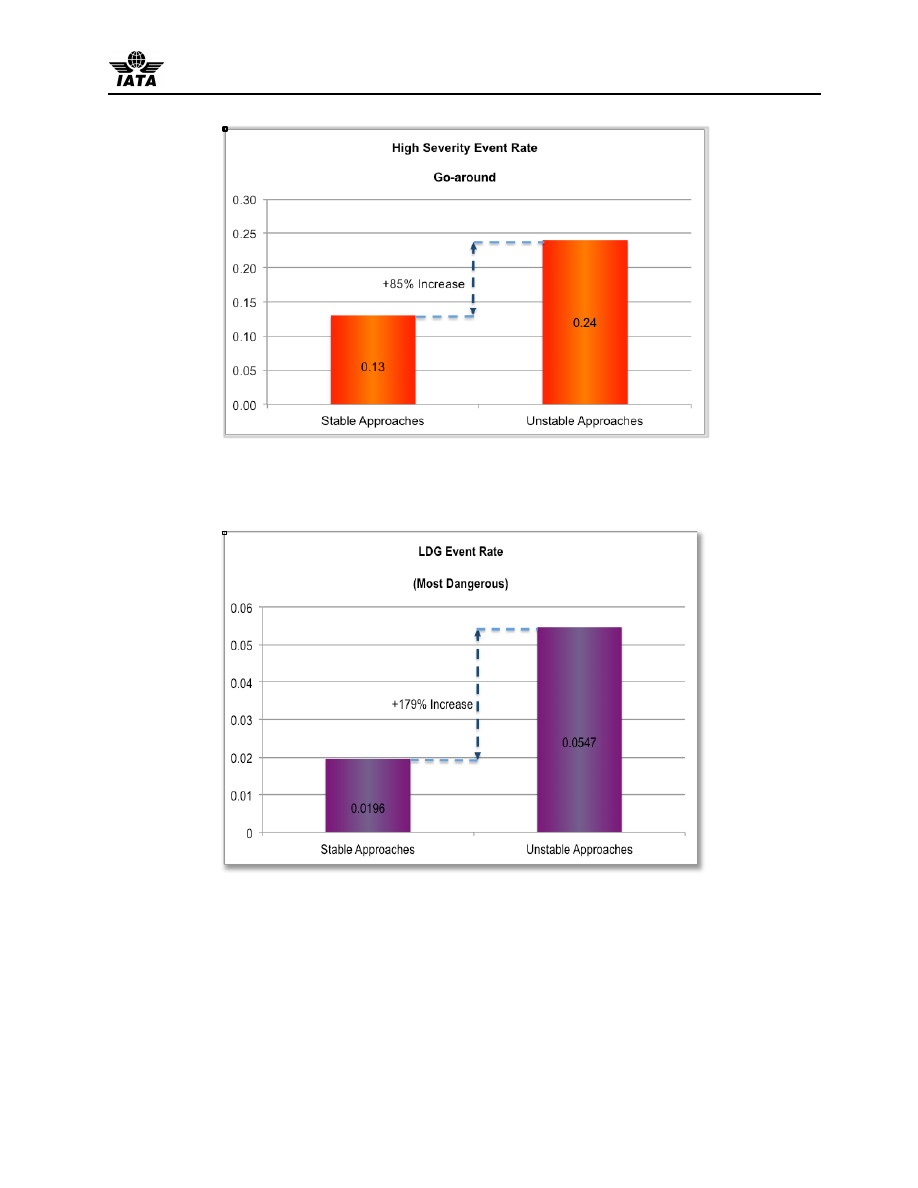 IATA
High Severity Event Rate
Go-around
0.30
0.25
0.20
+85% Increase
0.15
0.24
0.10
0.13
0.05
0.00
Stable Approaches Unstable Approaches
LDG Event Rate
(Most Dangerous)
0.06
0.05
0.04
+179% Increase
0.03
0.0547
0.02
0.01
0.0196
0
Stable Approaches Unstable Approaches